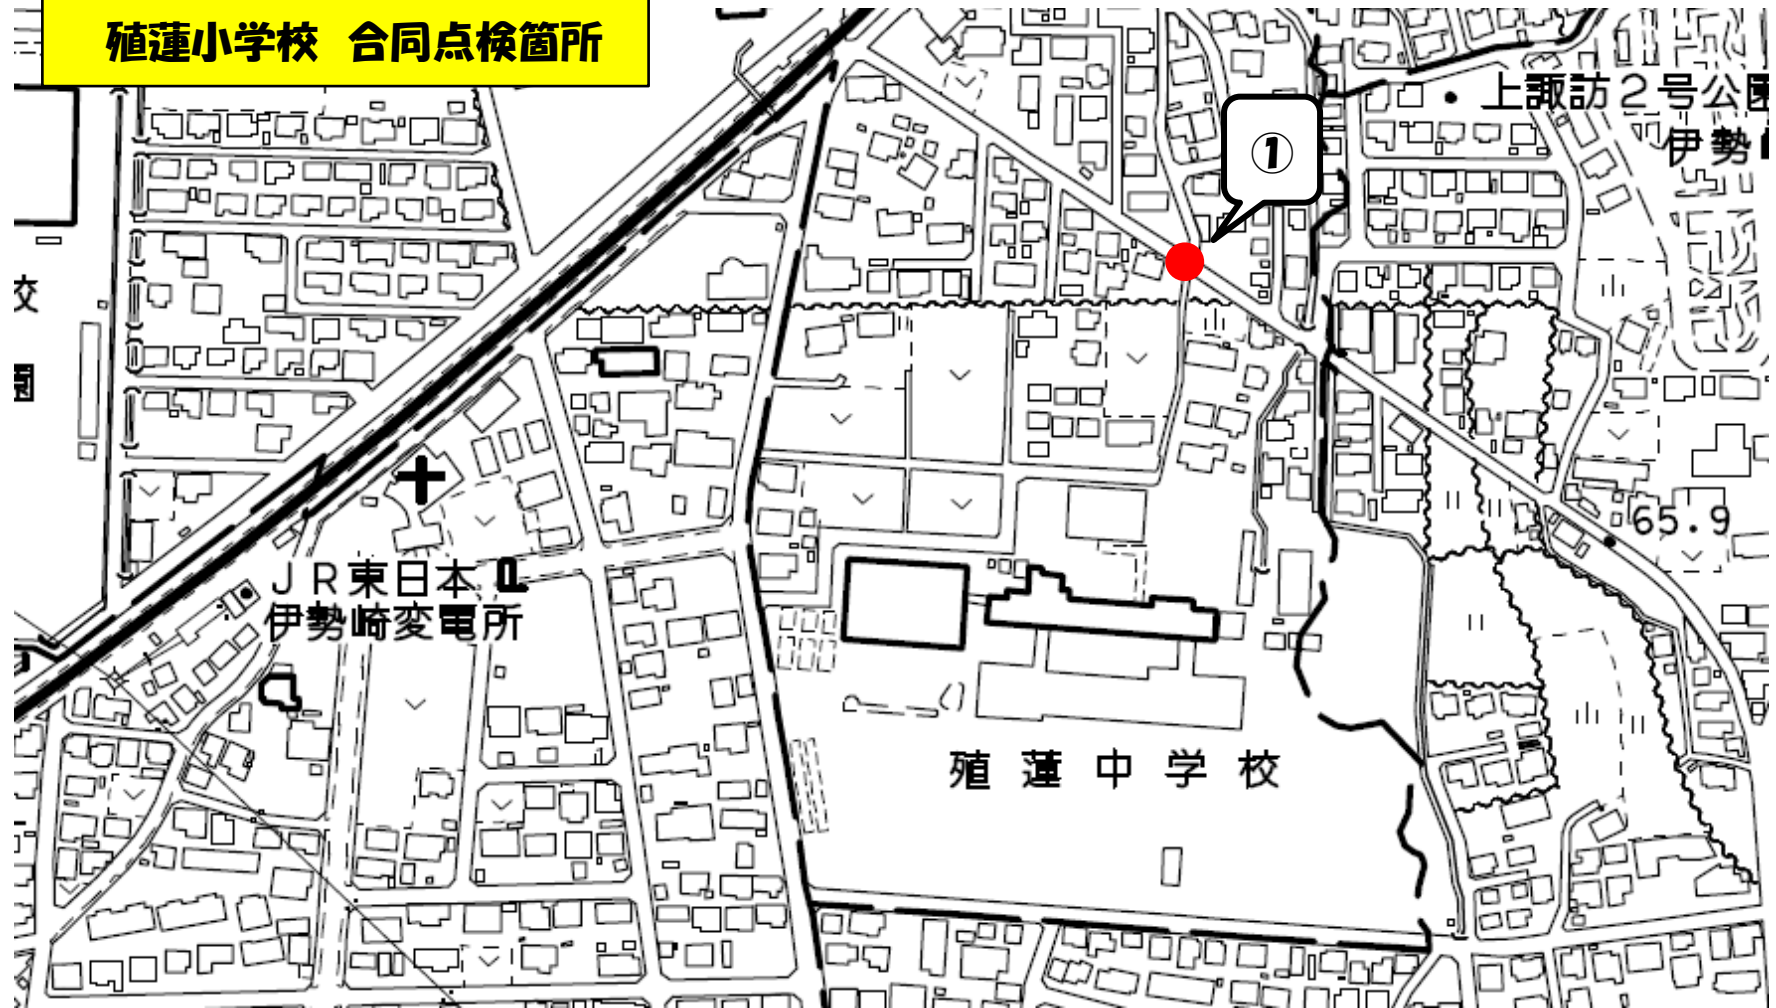 殖蓮小学校 合同点検箇所
上諏訪2号公園
伊勢
①
校
園
65.9
JR東日本
伊勢崎変電所
殖蓮中学校